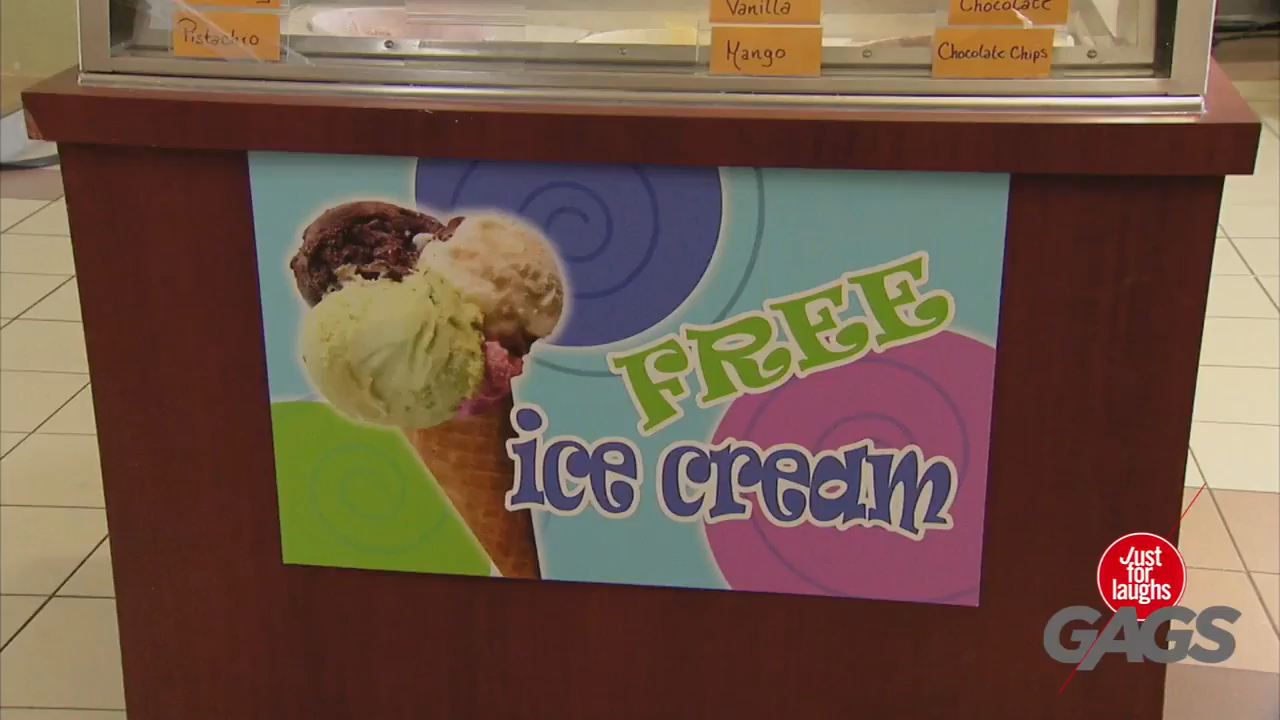 Vanilla
Chocolate
Pistachio
Mango
Chocolate Chips
FREE
ice cream
Just
for
laughs
GAGS